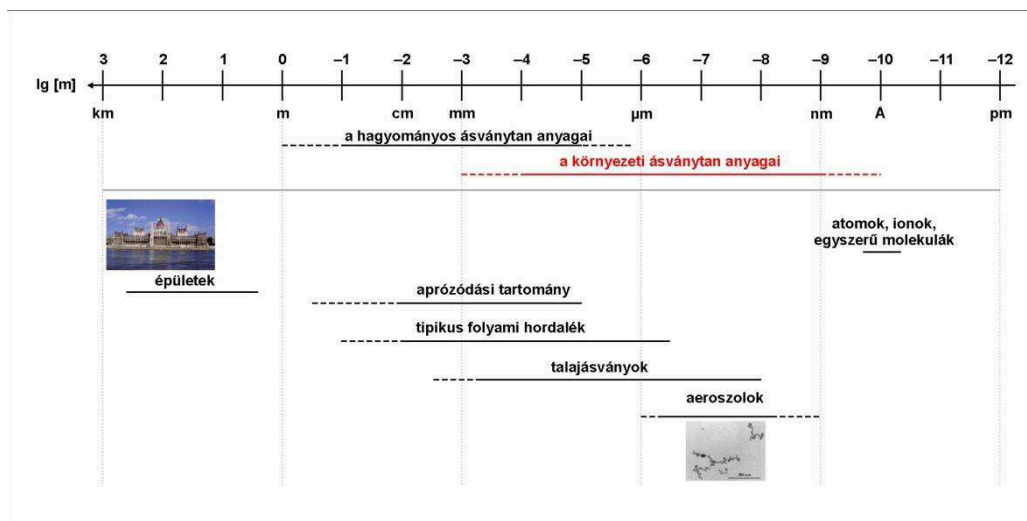 3 2 1 0 –1 –2 –3 –4 –5 –6 –7 –8 –9 –10 –11 –12
lg [m]
km m cm mm µm nm A pm
a hagyományos ásványtan anyagai
a környezeti ásványtan anyagai
atomok, ionok,
egyszerű molekulák
épületek
aprózódási tartomány
tipikus folyami hordalék
talajásványok
aeroszolok